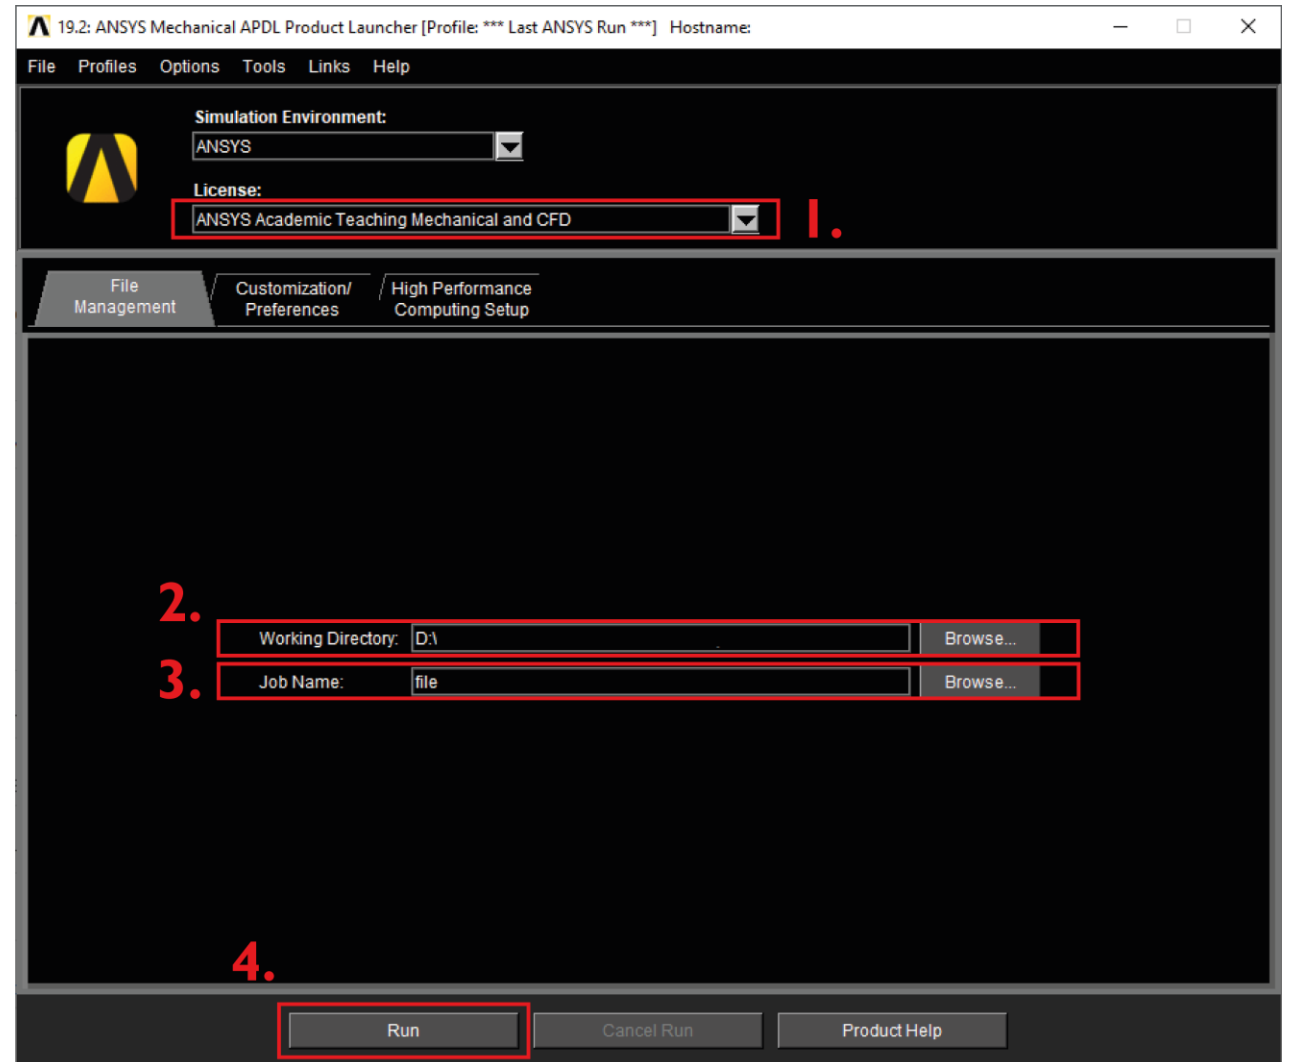 19.2: ANSYS Mechanical APDL Product Launcher [Profile: *** Last ANSYS Run ***] Hostname:
File Profiles Options Tools Links Help
Simulation Environment:
ANSYS
License:
ANSYS Academic Teaching Mechanical and CFD
1.
File
Management
Customization/
Preferences
High Performance
Computing Setup
2.
Working Directory: D:\ Browse...
3.
Job Name: file Browse...
4.
Run Cancel Run Product Help